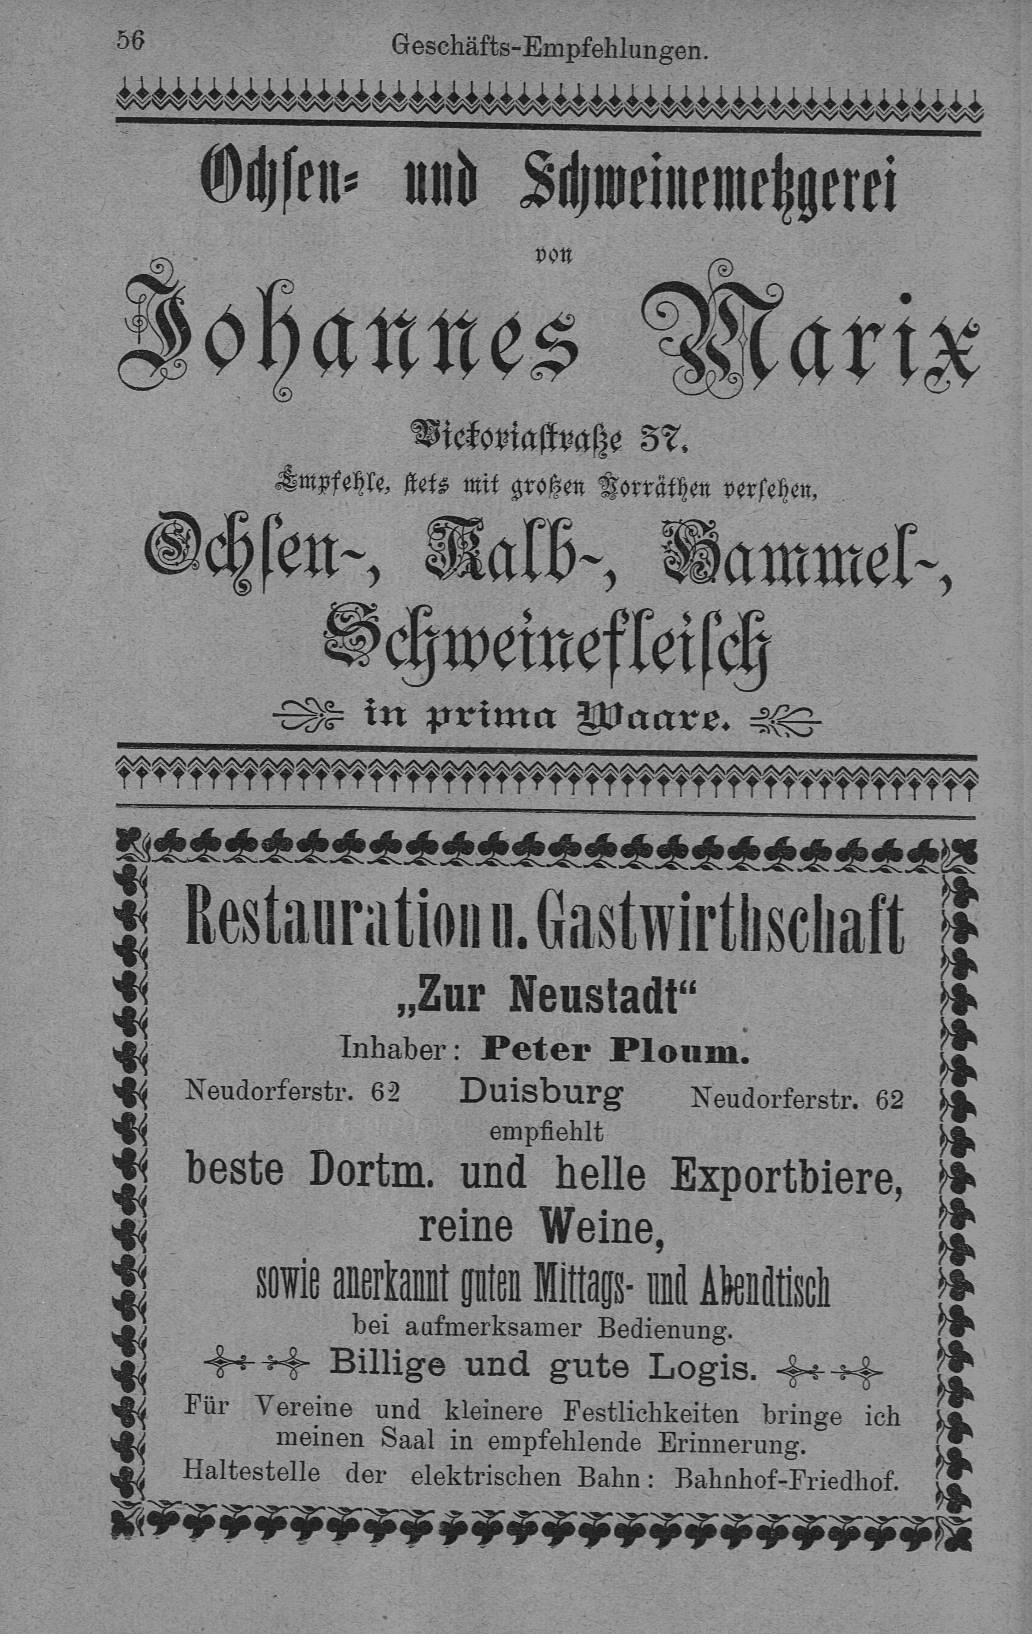 56
Geschäfts-Empfehlungen.
Ochsen- und Schweinemetzgerei
von
Johannes Marix
Victoriastraße 37.
Empfehle, stets mit großen Vorräthen versehen,
Ochsen-, Kalb-, Hammel-,
Schweinefleisch
in prima Waare.
Restauration u. Gastwirthschaft
„Zur Neustadt“
Inhaber: Peter Ploum.
Neudorferstr. 62 Duisburg Neudorferstr. 62
empfiehlt
beste Dortm. und helle Exportbiere,
reine Weine,
sowie anerkannt guten Mittags- und Abendtisch
bei aufmerksamer Bedienung.
Billige und gute Logis.
Für Vereine und kleinere Festlichkeiten bringe ich
meinen Saal in empfehlende Erinnerung.
Haltestelle der elektrischen Bahn: Bahnhof-Friedhof.